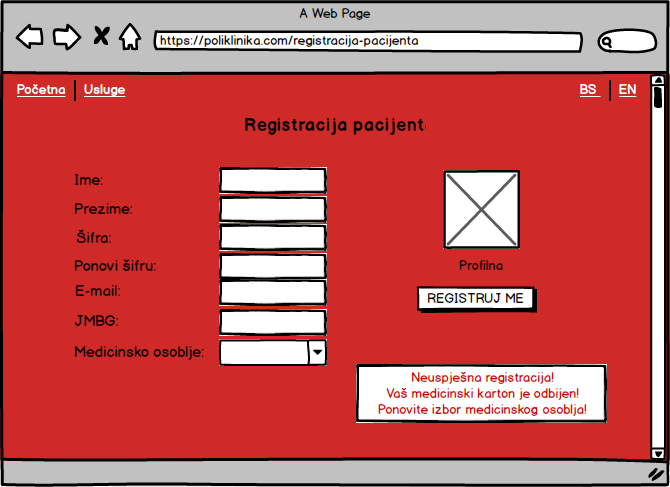 A Web Page
https://poliklinika.com/registracija-pacijenta
Početna Usluge BS EN
Registracija pacijent
Ime:
Prezime:
Šifra:
Ponovi šifru:
E-mail:
JMBG:
Medicinsko osoblje:
Profilna
REGISTRUJ ME
Neuspješna registracija!
Vaš medicinski karton je odbijen!
Ponovite izbor medicinskog osoblja!